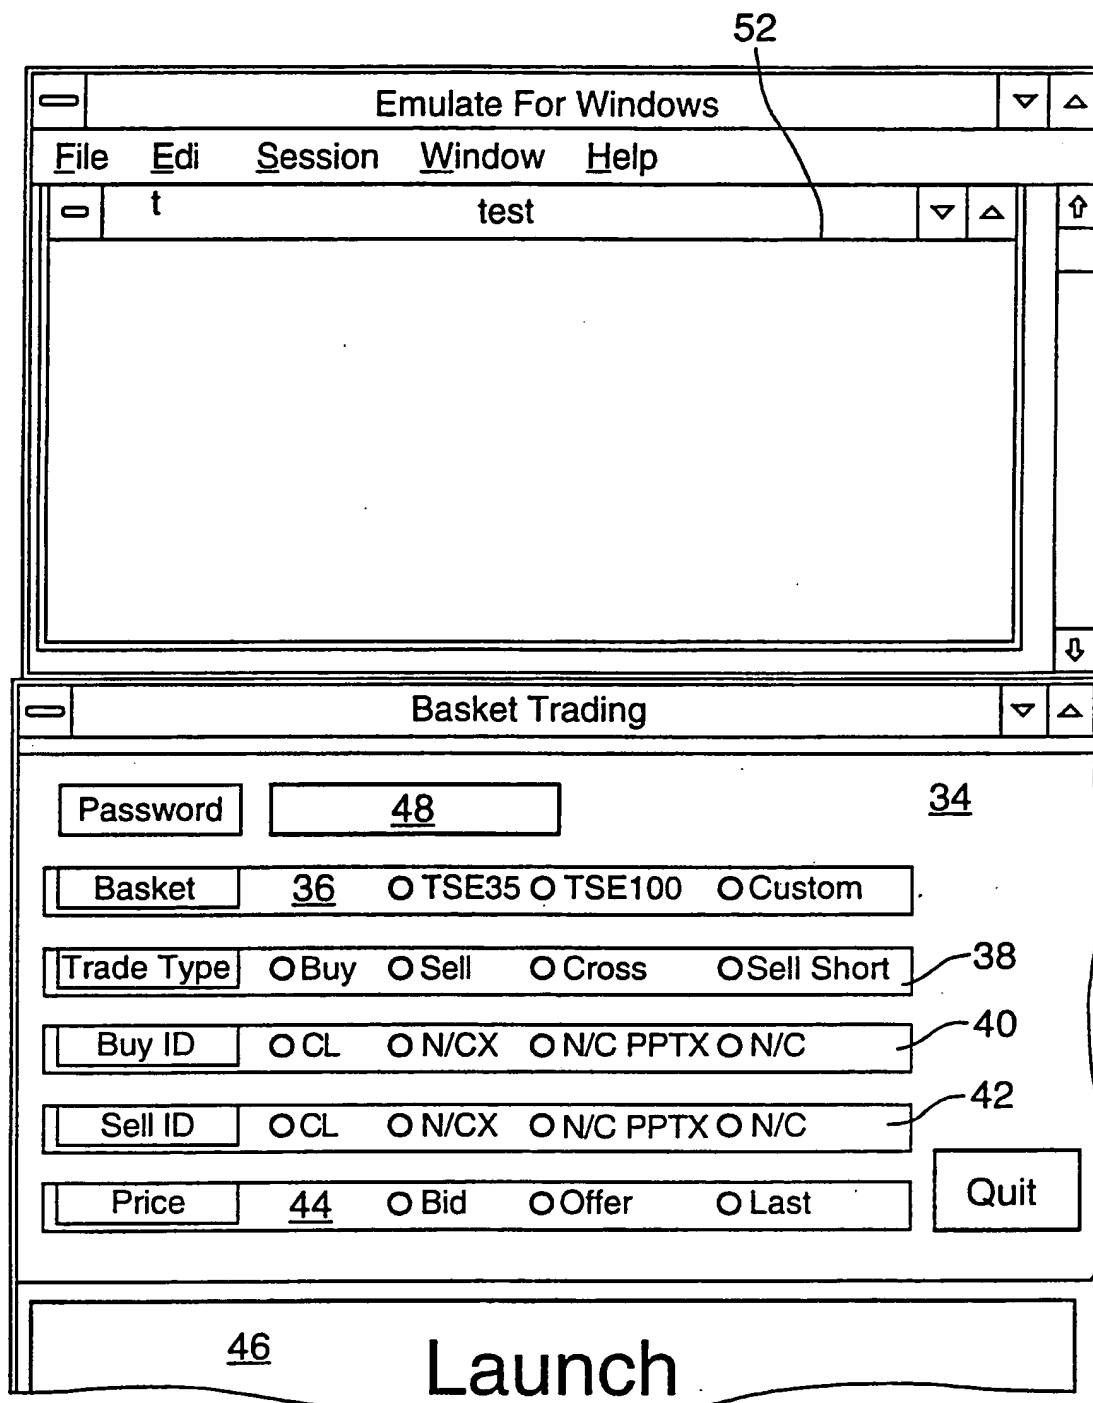 52
Emulate For Windows
File Edi Session Window Help
t test
Basket Trading
Password 48 34
Basket 36 TSE35 TSE100 Custom
Trade Type Buy Sell Cross Sell Short 38
Buy ID CL N/CX N/C PPTX N/C 40
Sell ID CL N/CX N/C PPTX N/C 42
Price 44 Bid Offer Last Quit
46 Launch